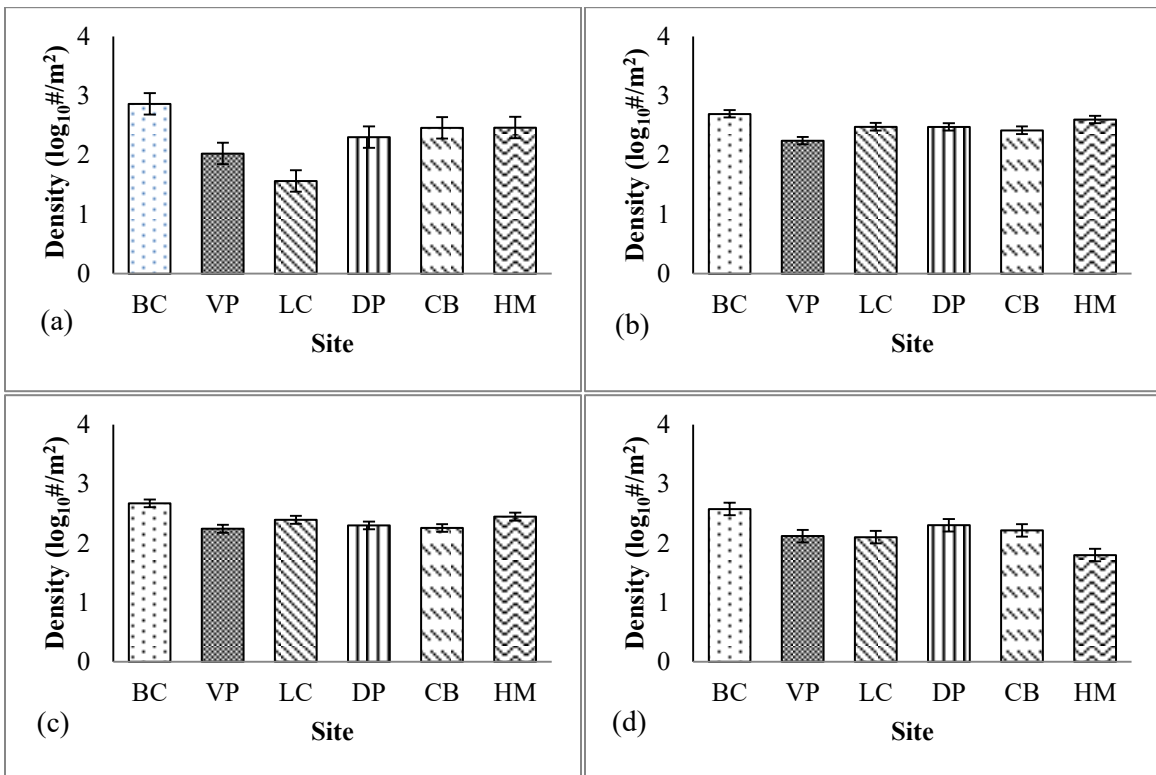 4
3
2
1
0
Density (log₁₀#/m²)
BC VP LC DP CB HM
Site
(a)
4
3
2
1
0
Density (log₁₀#/m²)
BC VP LC DP CB HM
Site
(b)
4
3
2
1
0
Density (log₁₀#/m²)
BC VP LC DP CB HM
Site
(c)
4
3
2
1
0
Density (log₁₀#/m²)
BC VP LC DP CB HM
Site
(d)